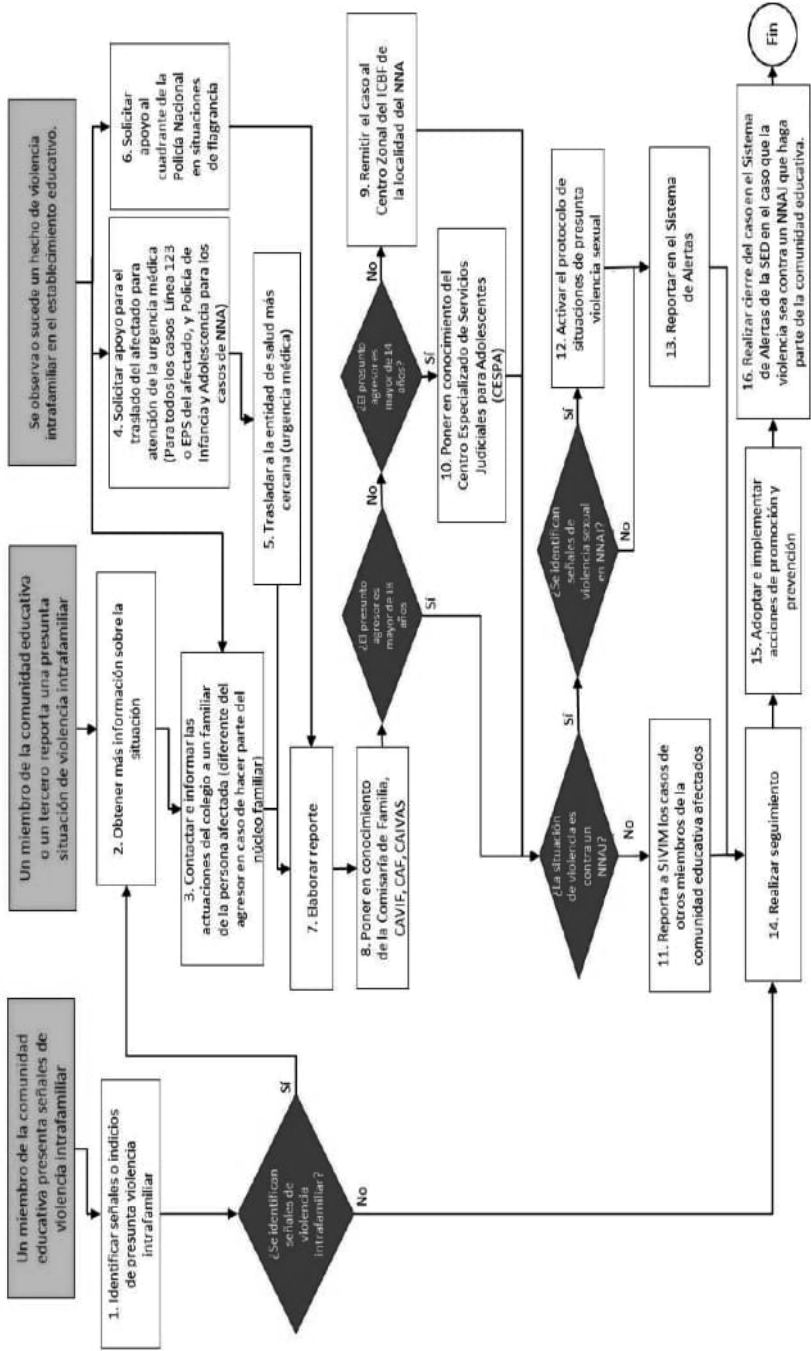 Un miembro de la comunidad
educativa presenta señales de
violencia intrafamiliar
1. Identificar señales o indicios
de presunta violencia
intrafamiliar
¿Se identifican
señales de
violencia
intrafamiliar?
Sí
No
Un miembro de la comunidad educativa
o un tercero reporta una presunta
situación de violencia intrafamiliar
2. Obtener más información sobre la
situación
3. Contactar e informar las
actuaciones del colegio a un familiar
de la persona afectada (diferente del
agresor en caso de hacer parte del
núcleo familiar)
Se observa o sucede un hecho de violencia
intrafamiliar en el establecimiento educativo.
4. Solicitar apoyo para el
traslado del afectado para
atención de la urgencia médica
(Para todos los casos Línea 123
o EPS del afectado, y Policía de
Infancia y Adolescencia para los
casos de NNA)
5. Trasladar a la entidad de salud más
cercana (urgencia médica)
6. Solicitar
apoyo al
cuadrante de la
Policía Nacional
en situaciones
de flagrancia
7. Elaborar reporte
8. Poner en conocimiento
de la Comisaría de Familia,
CAVIF, CAF, CAIVAS
¿El presunto
agresor es
mayor de 18
años
No
Sí
¿El presunto
agresor es
mayor de 14
años?
No
Sí
9. Remitir el caso al
Centro Zonal del ICBF de
la localidad del NNA
10. Poner en conocimiento del
Centro Especializado de Servicios
Judiciales para Adolescentes
(CESPA)
¿La situación
de violencia es
contra un
NNAJ?
Sí
No
11. Reporta a SIVIM los casos de
otros miembros de la
comunidad educativa afectados
¿Se identifican
señales de
violencia sexual
en NNAJ?
Sí
No
12. Activar el protocolo de
situaciones de presunta
violencia sexual
13. Reportar en el Sistema
de Alertas
14. Realizar seguimiento
15. Adoptar e implementar
acciones de promoción y
prevención
16. Realizar cierre del caso en el Sistema
de Alertas de la SED en el caso que la
violencia sea contra un NNAJ que haga
parte de la comunidad educativa.
Fin